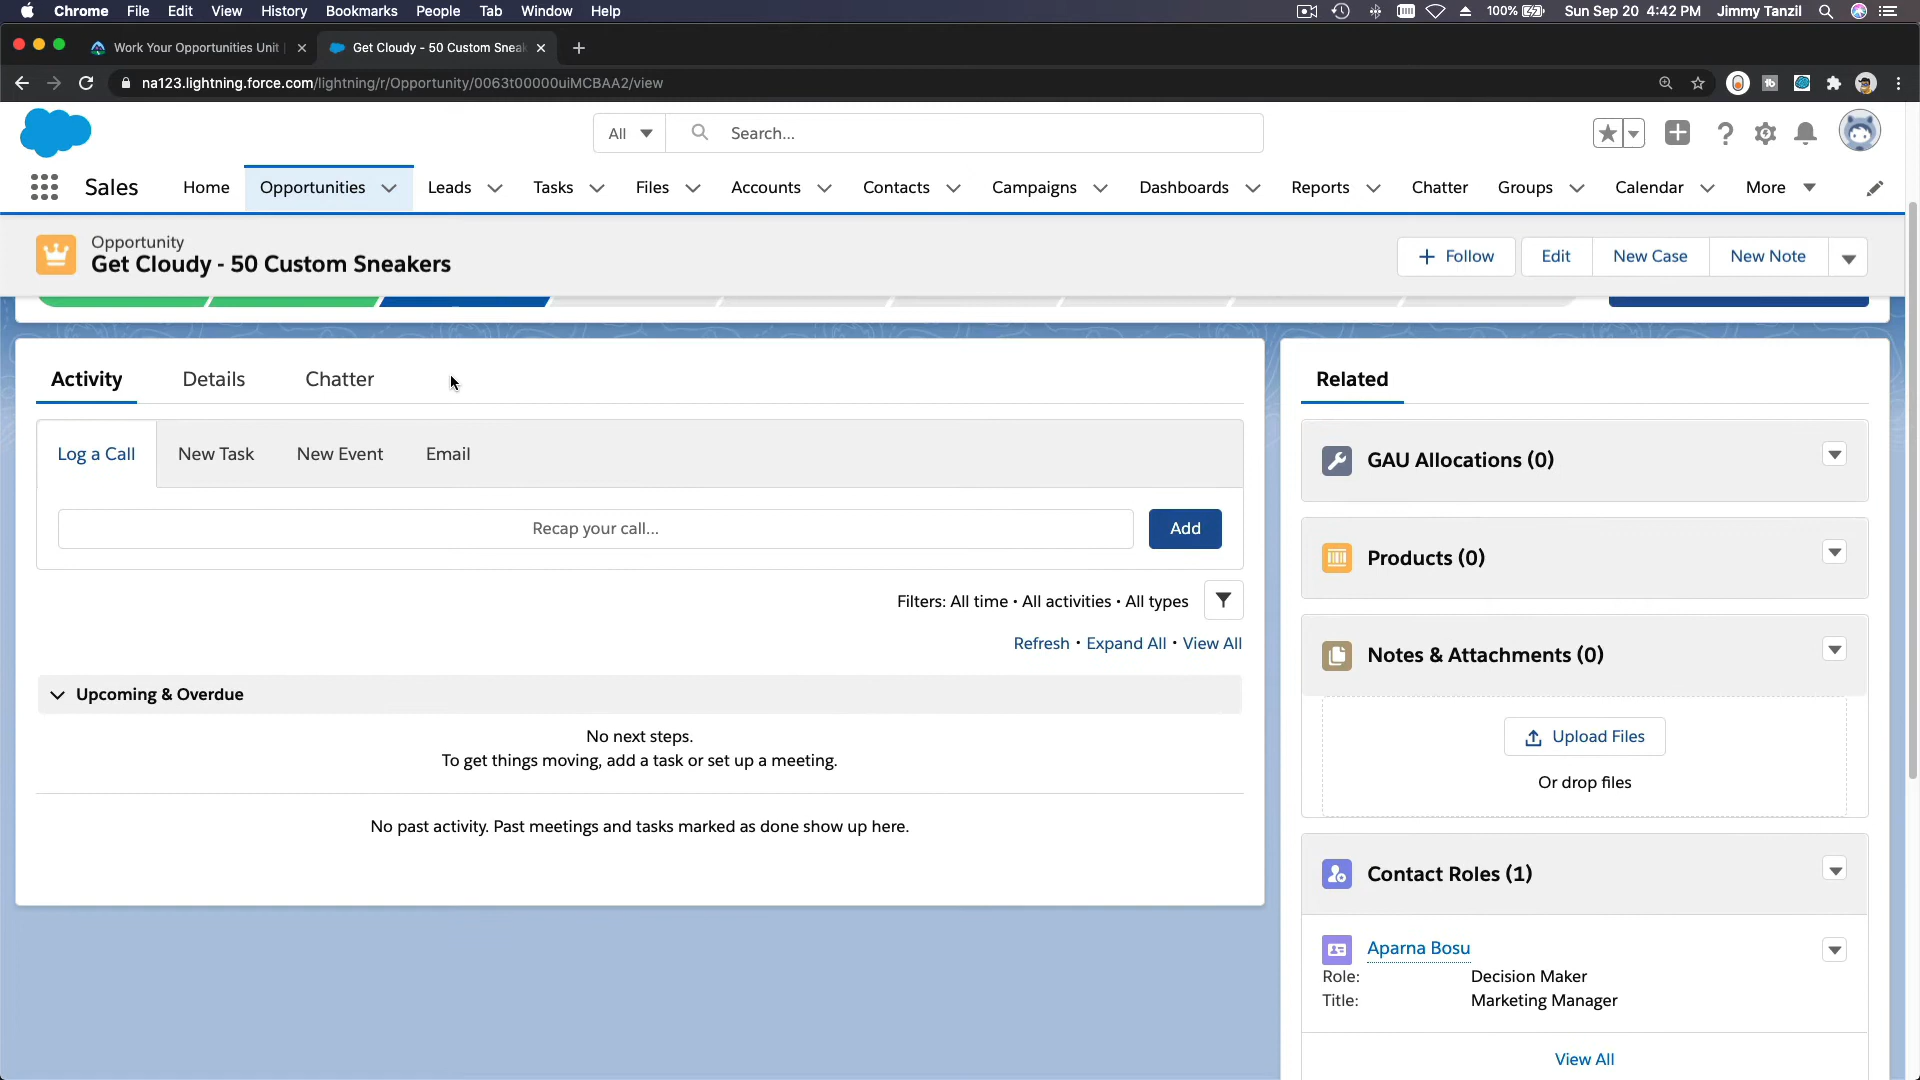 Chrome File Edit View History Bookmarks People Tab Window Help 100% Sun Sep 20 4:42 PM Jimmy Tanzil
Work Your Opportunities Unit Get Cloudy - 50 Custom Sneak
na123.lightning.force.com/lightning/r/Opportunity/0063t00000uiMCBAA2/view
All Search...
Sales Home Opportunities Leads Tasks Files Accounts Contacts Campaigns Dashboards Reports Chatter Groups Calendar More
Opportunity
Get Cloudy - 50 Custom Sneakers
Follow Edit New Case New Note
Activity Details Chatter
Log a Call New Task New Event Email
Recap your call... Add
Filters: All time • All activities • All types
Refresh • Expand All • View All
Upcoming & Overdue
No next steps.
To get things moving, add a task or set up a meeting.
No past activity. Past meetings and tasks marked as done show up here.
Related
GAU Allocations (0)
Products (0)
Notes & Attachments (0)
Upload Files
Or drop files
Contact Roles (1)
Aparna Bosu
Role: Decision Maker
Title: Marketing Manager
View All